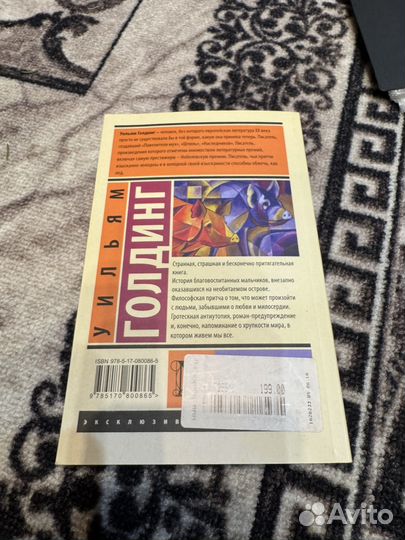 Уильям Голдинг — человек, без которого европейская литература XX века
просто не существовала бы в той форме, какую она приняла теперь. Писатель,
создавший «Повелителя мух», «Шпиль», «Наследников». Писатель,
произведения которого отмечены множеством литературных премий,
включая самую престижную — Нобелевскую премию. Писатель, чьи притчи
изысканно холодны и в холодной своей изысканности способны обжечь, как
лед.
УИЛЬЯМ
ГОЛДИНГ
Странная, страшная и бесконечно притягательная
книга.
История благовоспитанных мальчиков, внезапно
оказавшихся на необитаемом острове.
Философская притча о том, что может произойти
с людьми, забывшими о любви и милосердии.
Гротескная антиутопия, роман-предупреждение
и, конечно, напоминание о хрупкости мира, в
котором живем мы все.
ISBN 978-5-17-080086-5
9 785170 800865 >
199.00
ЭКСКЛЮЗИВ
Avito